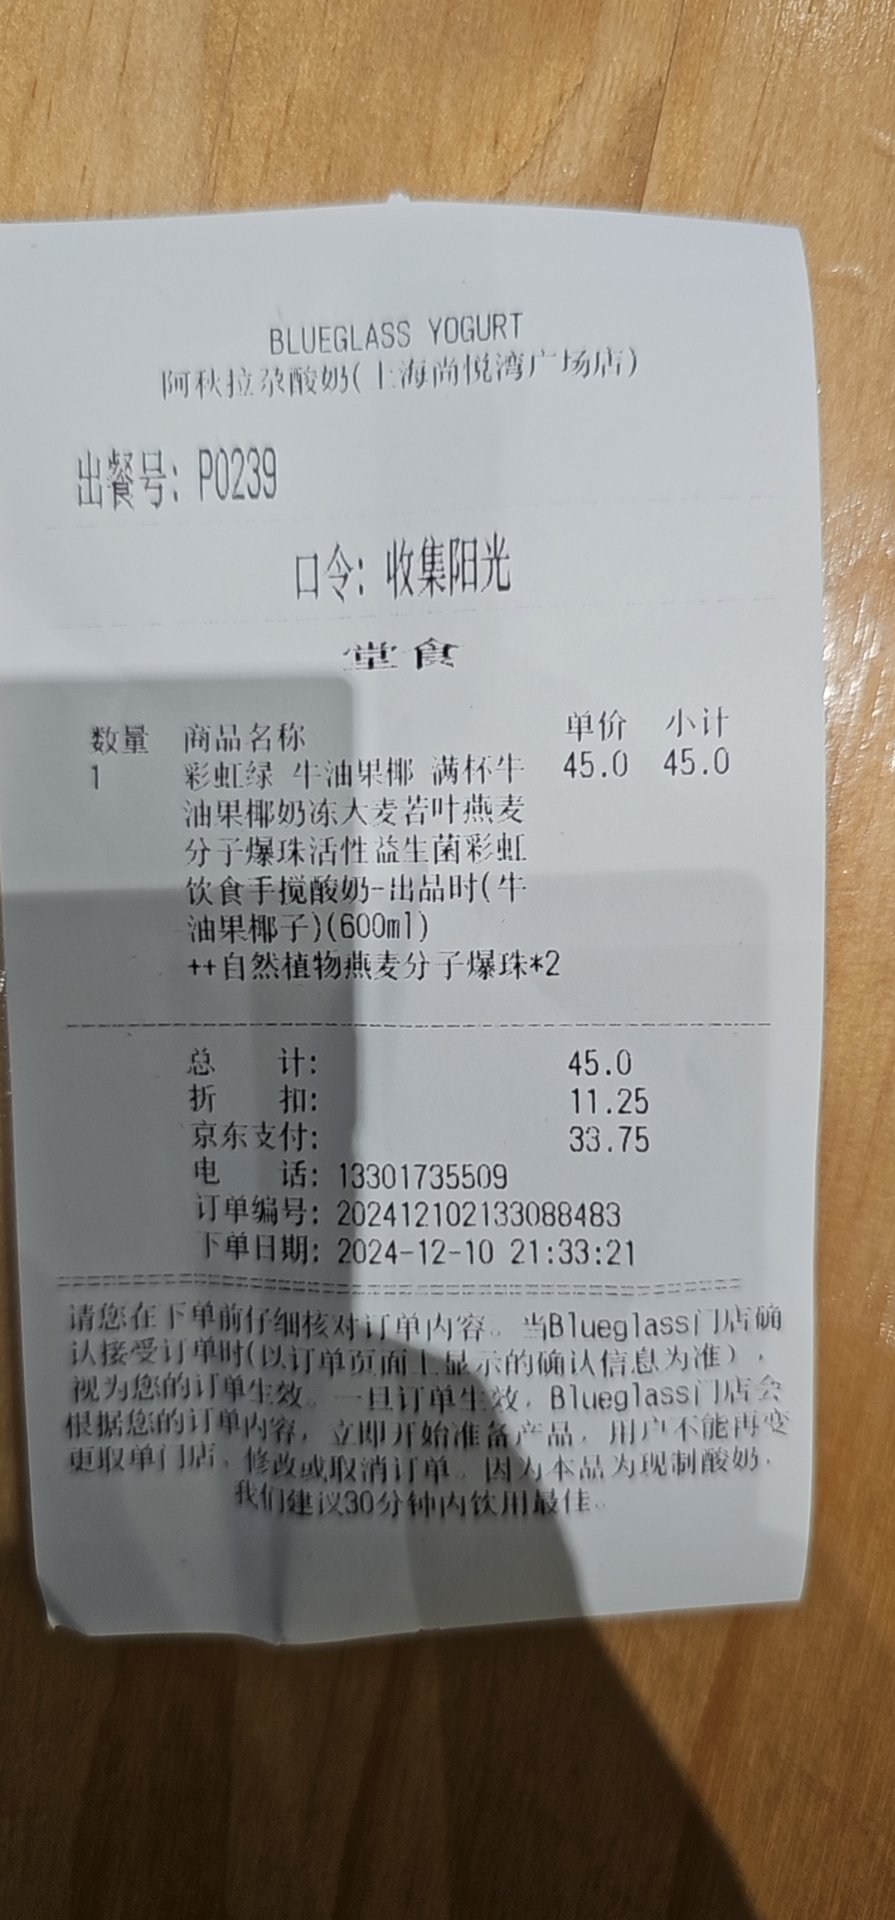 BLUEGLASS YOGURT
阿秋拉尕酸奶(上海尚悦湾广场店)
出餐号: P0239
口令: 收集阳光
堂食
数量 商品名称 单价 小计
1 彩虹绿 牛油果椰 满杯牛 45.0 45.0
油果椰奶冻大麦若叶燕麦
分子爆珠活性益生菌彩虹
饮食手搅酸奶-出品时(牛
油果椰子)(600ml)
++自然植物燕麦分子爆珠*2
总 计: 45.0
折 扣: 11.25
京东支付: 33.75
电 话: 13301735509
订单编号: 202412102133088483
下单日期: 2024-12-10 21:33:21
请您在下单前仔细核对订单内容。当Blueglass门店确
认接受订单时(以订单页面上显示的确认信息为准),
视为您的订单生效。一旦订单生效, Blueglass门店会
根据您的订单内容, 立即开始准备产品, 用户不能再变
更取单门店、修改或取消订单。因为本品为现制酸奶,
我们建议30分钟内饮用最佳。